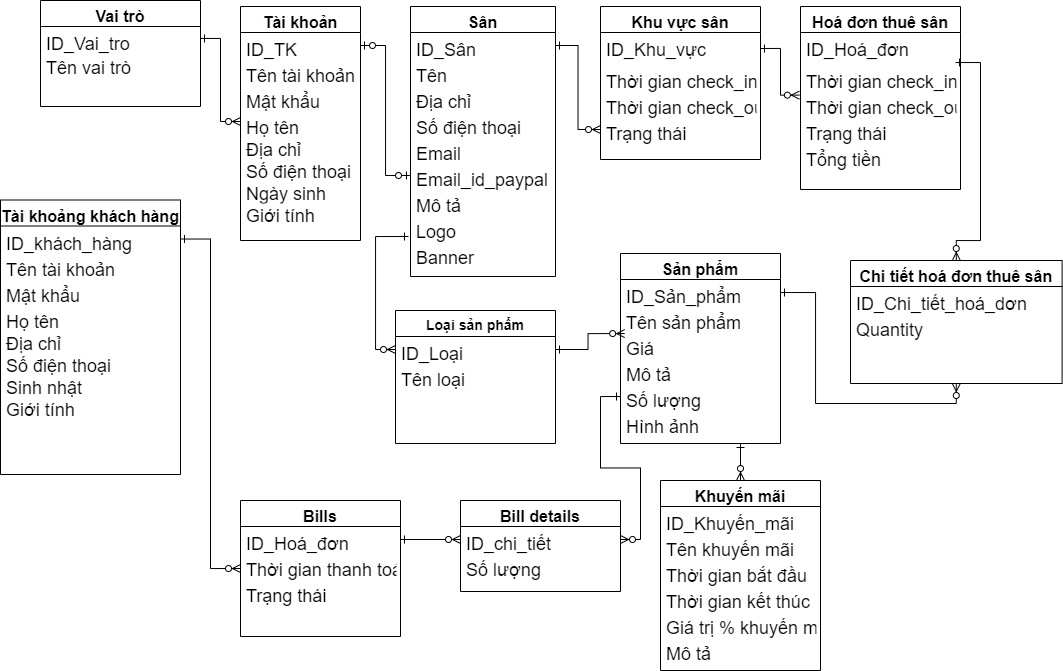 Vai trò
ID_Vai_tro
Tên vai trò
Tài khoản
ID_TK
Tên tài khoản
Mật khẩu
Họ tên
Địa chỉ
Số điện thoại
Ngày sinh
Giới tính
Sân
ID_Sân
Tên
Địa chỉ
Số điện thoại
Email
Email_id_paypal
Mô tả
Logo
Banner
Khu vực sân
ID_Khu_vực
Thời gian check_in
Thời gian check_ou
Trạng thái
Hoá đơn thuê sân
ID_Hoá_đơn
Thời gian check_in
Thời gian check_ou
Trạng thái
Tổng tiền
Tài khoảng khách hàng
ID_khách_hàng
Tên tài khoản
Mật khẩu
Họ tên
Địa chỉ
Số điện thoại
Sinh nhật
Giới tính
Loại sản phẩm
ID_Loại
Tên loại
Sản phẩm
ID_Sản_phẩm
Tên sản phẩm
Giá
Mô tả
Số lượng
Hình ảnh
Chi tiết hoá đơn thuê sân
ID_Chi_tiết_hoá_dơn
Quantity
Bills
ID_Hoá_đơn
Thời gian thanh toá
Trạng thái
Bill details
ID_chi_tiết
Số lượng
Khuyến mãi
ID_Khuyến_mãi
Tên khuyến mãi
Thời gian bắt đầu
Thời gian kết thúc
Giá trị % khuyến m
Mô tả